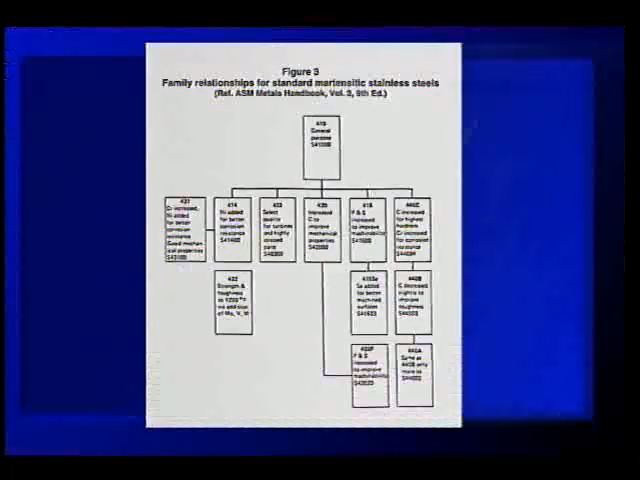 Figure 3
Family relationships for standard martensitic stainless steels
(Ref. ASM Metals Handbook, Vol. 3, 9th Ed.)
410
General
purpose
S41000
431
Cr increased,
Ni added
for better
corrosion
resistance
Good mechan-
ical properties
S43100
414
Ni added
for better
corrosion
resistance
S41400
403
Select
quality
for turbines
and highly
stressed
parts
S40300
420
Increased
C to
improve
mechanical
properties
S42000
416
P & S
increased
to improve
machinability
S41600
440C
C increased
for highest
hardness
Cr increased
for corrosion
resistance
S44004
422
Strength &
toughness
to 1200 °F
via addition
of Mo, V, W
416Se
Se added
for better
machined
surfaces
S41623
440B
C decreased
slightly to
improve
toughness
S44003
420F
P & S
increased
to improve
machinability
S42020
440A
Same as
440B only
more so
S44002